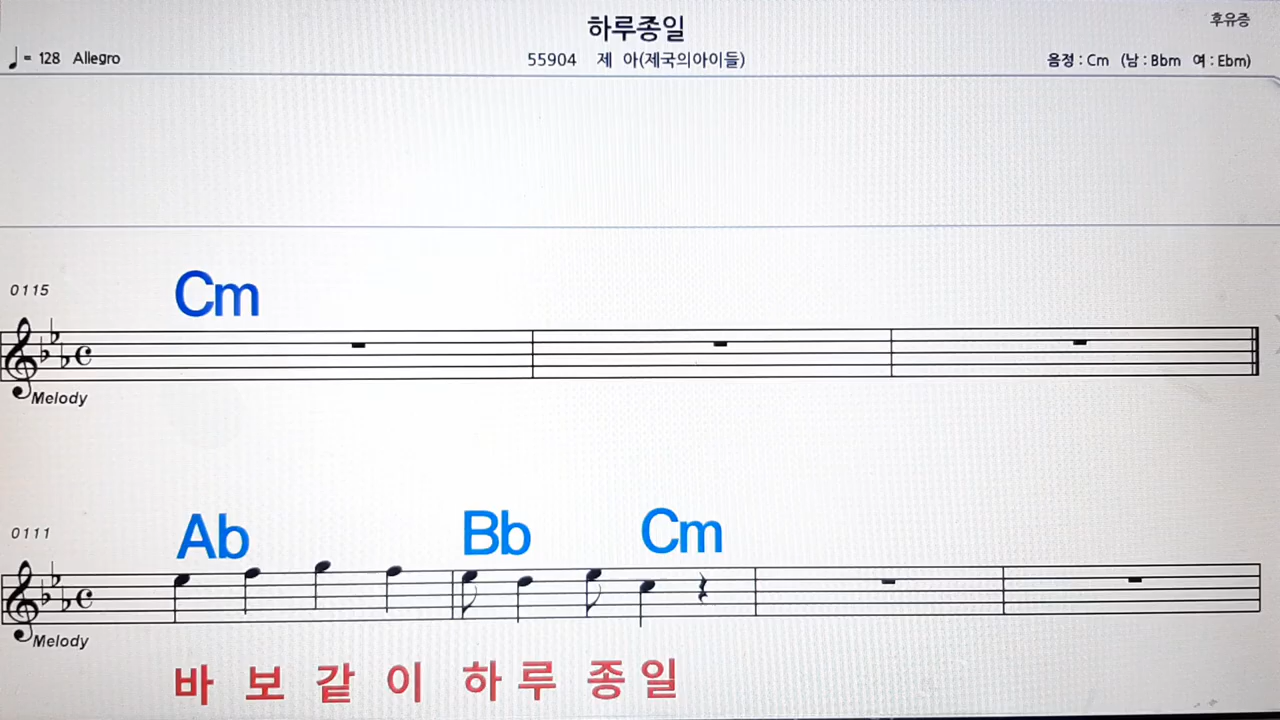 하루종일
후유증
♩= 128 Allegro
55904 제 아(제국의아이들)
음정 : Cm (남 : Bbm 여 : Ebm)
0115
Cm
Melody
0111
Ab Bb Cm
Melody
바 보 같 이 하 루 종 일